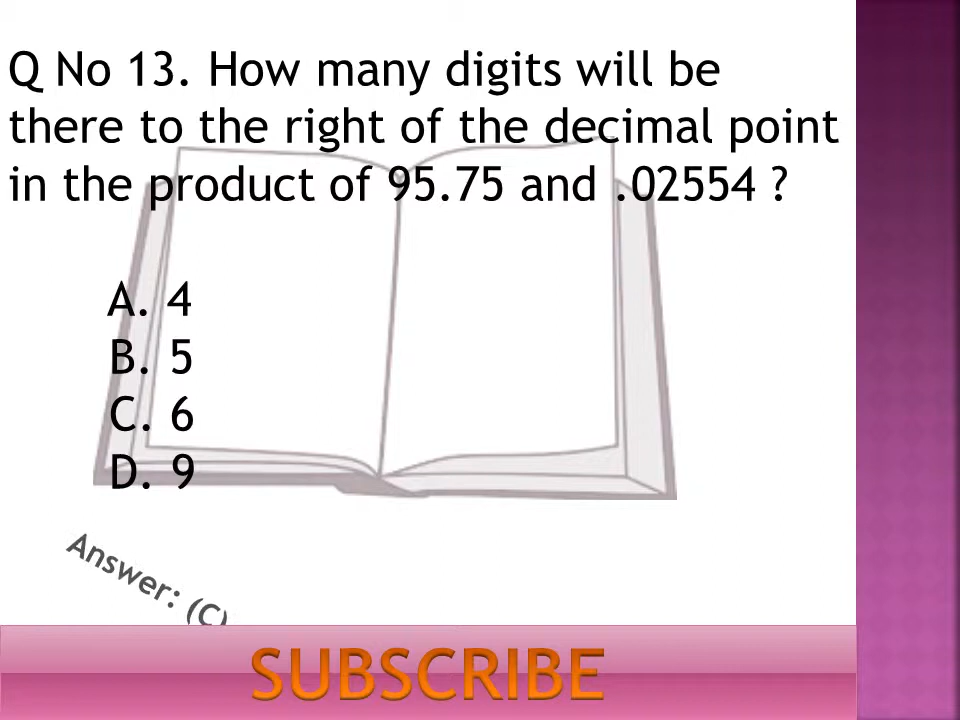 Q No 13. How many digits will be
there to the right of the decimal point
in the product of 95.75 and .02554 ?
A. 4
B. 5
C. 6
D. 9
Answer: (C)
SUBSCRIBE